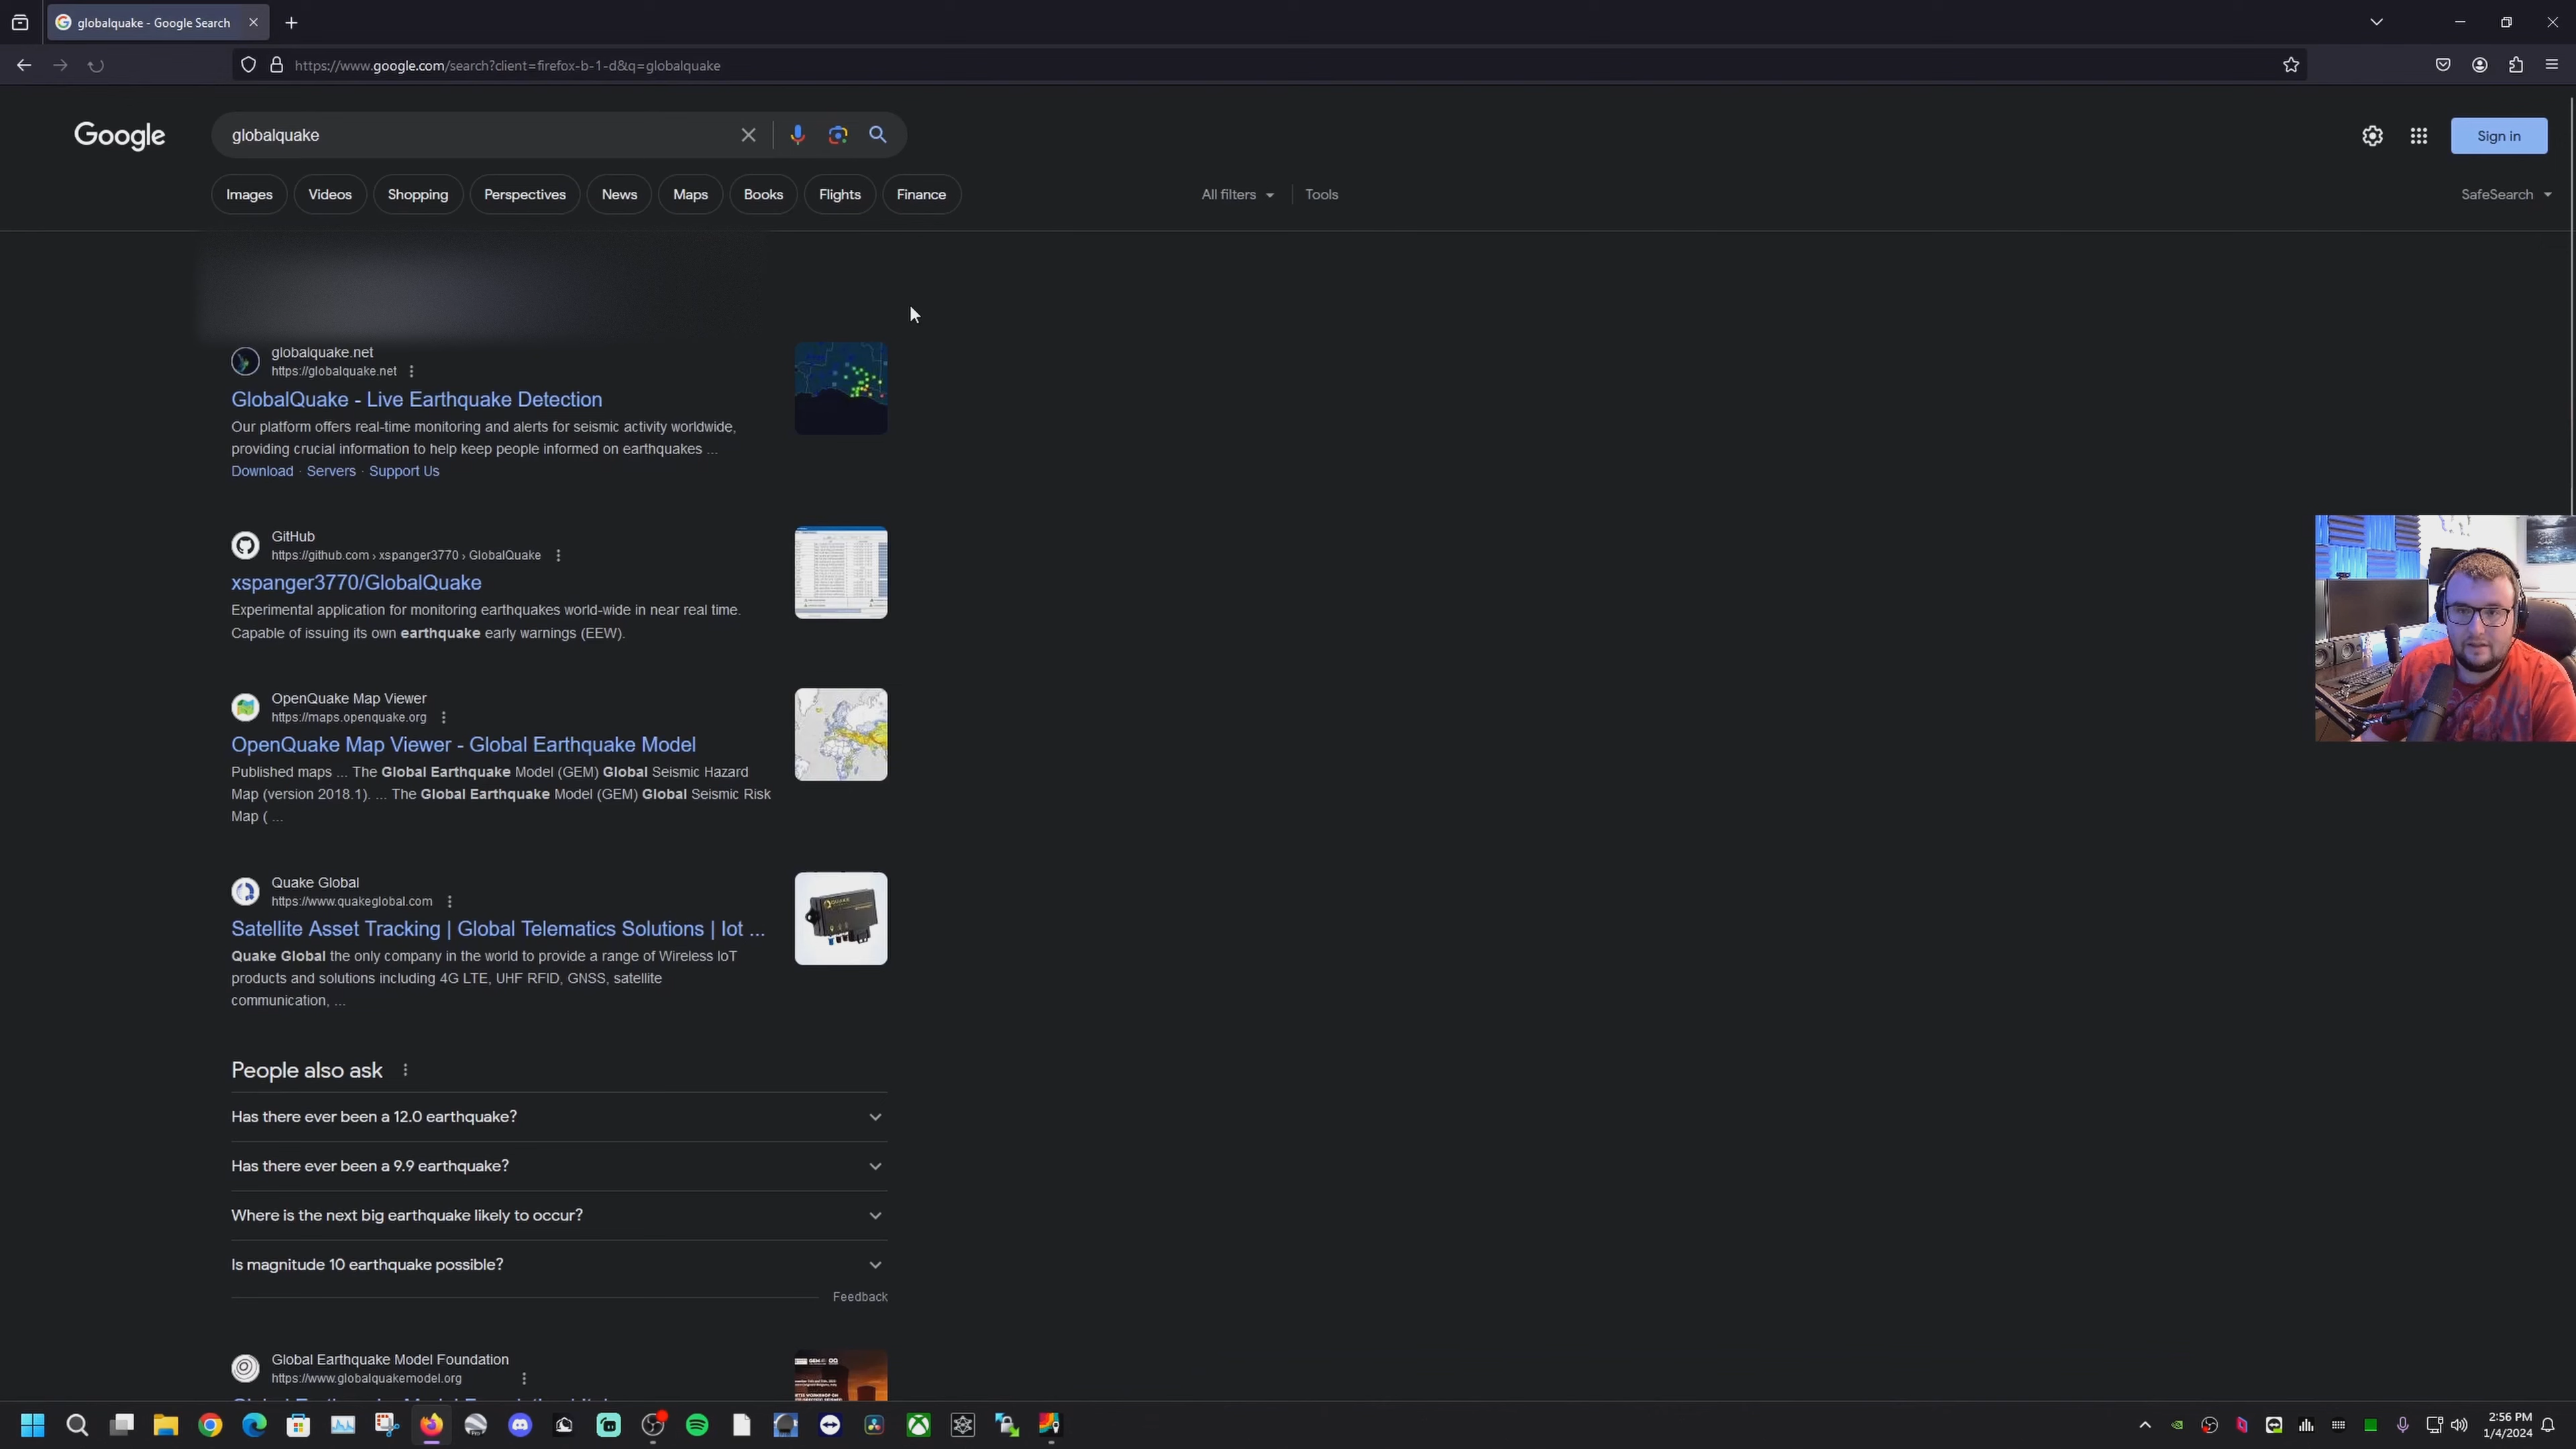 globalquake - Google Search
https://www.google.com/search?client=firefox-b-1-d&q=globalquake
Google
globalquake
Sign in
Images
Videos
Shopping
Perspectives
News
Maps
Books
Flights
Finance
All filters
Tools
SafeSearch
globalquake.net
https://globalquake.net
GlobalQuake - Live Earthquake Detection
Our platform offers real-time monitoring and alerts for seismic activity worldwide,
providing crucial information to help keep people informed on earthquakes ...
Download · Servers · Support Us
GitHub
https://github.com › xspanger3770 › GlobalQuake
xspanger3770/GlobalQuake
Experimental application for monitoring earthquakes world-wide in near real time.
Capable of issuing its own earthquake early warnings (EEW).
OpenQuake Map Viewer
https://maps.openquake.org
OpenQuake Map Viewer - Global Earthquake Model
Published maps ... The Global Earthquake Model (GEM) Global Seismic Hazard
Map (version 2018.1). ... The Global Earthquake Model (GEM) Global Seismic Risk
Map ( ...
Quake Global
https://www.quakeglobal.com
Satellite Asset Tracking | Global Telematics Solutions | Iot ...
Quake Global the only company in the world to provide a range of Wireless IoT
products and solutions including 4G LTE, UHF RFID, GNSS, satellite
communication, ...
People also ask
Has there ever been a 12.0 earthquake?
Has there ever been a 9.9 earthquake?
Where is the next big earthquake likely to occur?
Is magnitude 10 earthquake possible?
Feedback
Global Earthquake Model Foundation
https://www.globalquakemodel.org
2:56 PM
1/4/2024